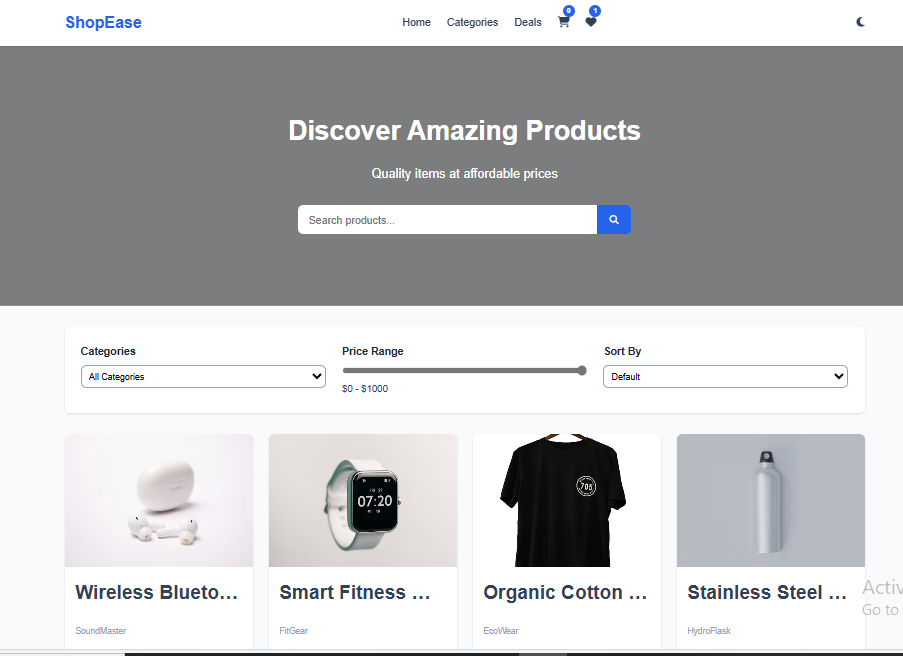 ShopEase
Home
Categories
Deals
0
1
Discover Amazing Products
Quality items at affordable prices
Search products...
Categories
Price Range
Sort By
All Categories
Default
$0 - $1000
07:20
705
Wireless Blueto...
Smart Fitness ...
Organic Cotton ...
Stainless Steel ...
SoundMaster
FitGear
EcoWear
HydroFlask
Activ
Go to